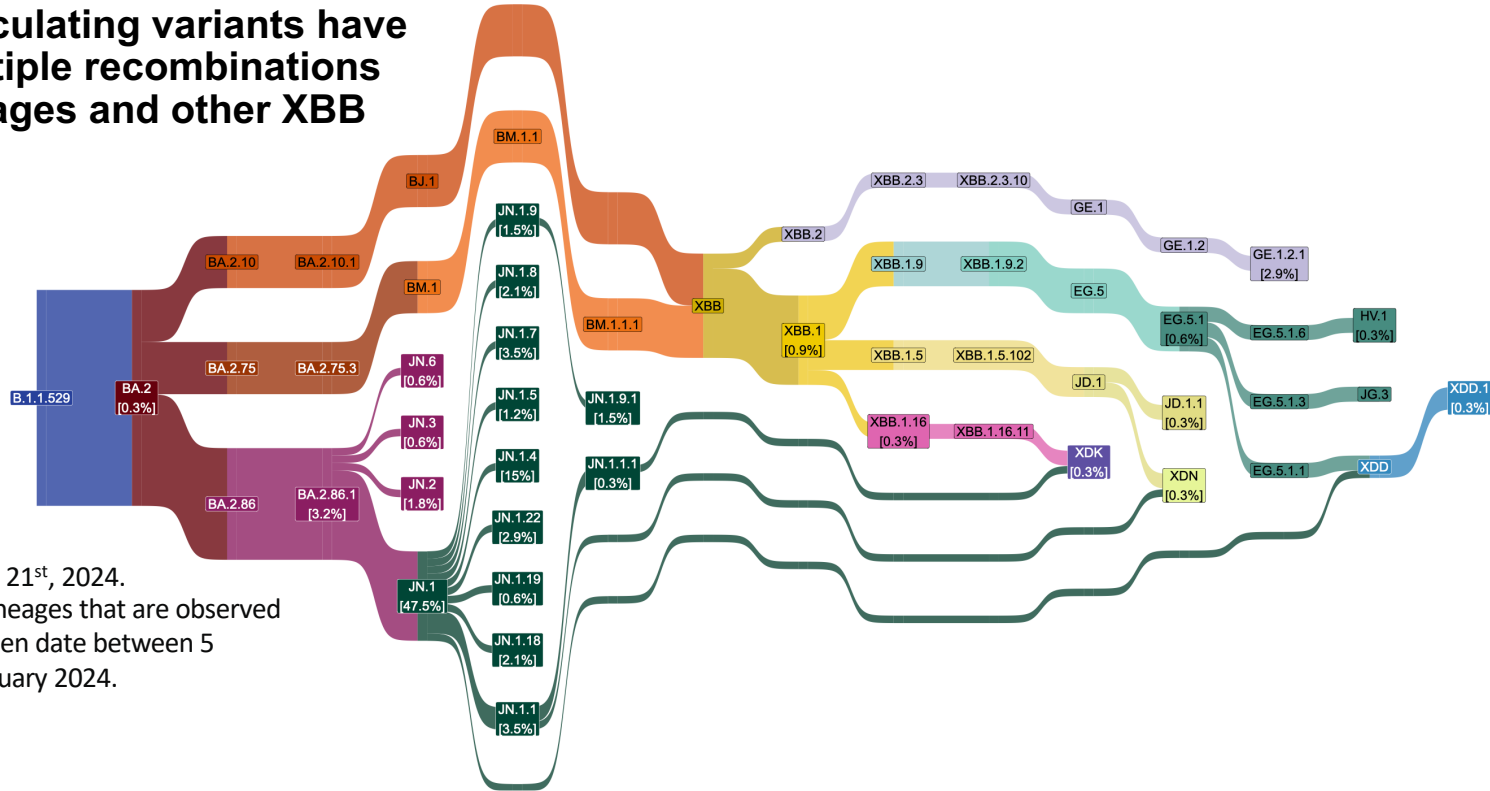 culating variants have
tiple recombinations
ages and other XBB
B.1.1.529
BA.2
[0.3%]
BA.2.10
BA.2.10.1
BJ.1
BA.2.75
BA.2.75.3
BM.1
BM.1.1
BM.1.1.1
BA.2.86
BA.2.86.1
[3.2%]
JN.6
[0.6%]
JN.3
[0.6%]
JN.2
[1.8%]
JN.1
[47.5%]
JN.1.9
[1.5%]
JN.1.8
[2.1%]
JN.1.7
[3.5%]
JN.1.5
[1.2%]
JN.1.4
[15%]
JN.1.22
[2.9%]
JN.1.19
[0.6%]
JN.1.18
[2.1%]
JN.1.1
[3.5%]
JN.1.9.1
[1.5%]
JN.1.1.1
[0.3%]
XBB
XBB.2
XBB.2.3
XBB.2.3.10
GE.1
GE.1.2
GE.1.2.1
[2.9%]
XBB.1
[0.9%]
XBB.1.9
XBB.1.9.2
EG.5
EG.5.1
[0.6%]
EG.5.1.6
HV.1
[0.3%]
EG.5.1.3
JG.3
EG.5.1.1
XDD
XDD.1
[0.3%]
XBB.1.5
XBB.1.5.102
JD.1
JD.1.1
[0.3%]
XDN
[0.3%]
XBB.1.16
[0.3%]
XBB.1.16.11
XDK
[0.3%]
21st, 2024.
neages that are observed
en date between 5
uary 2024.